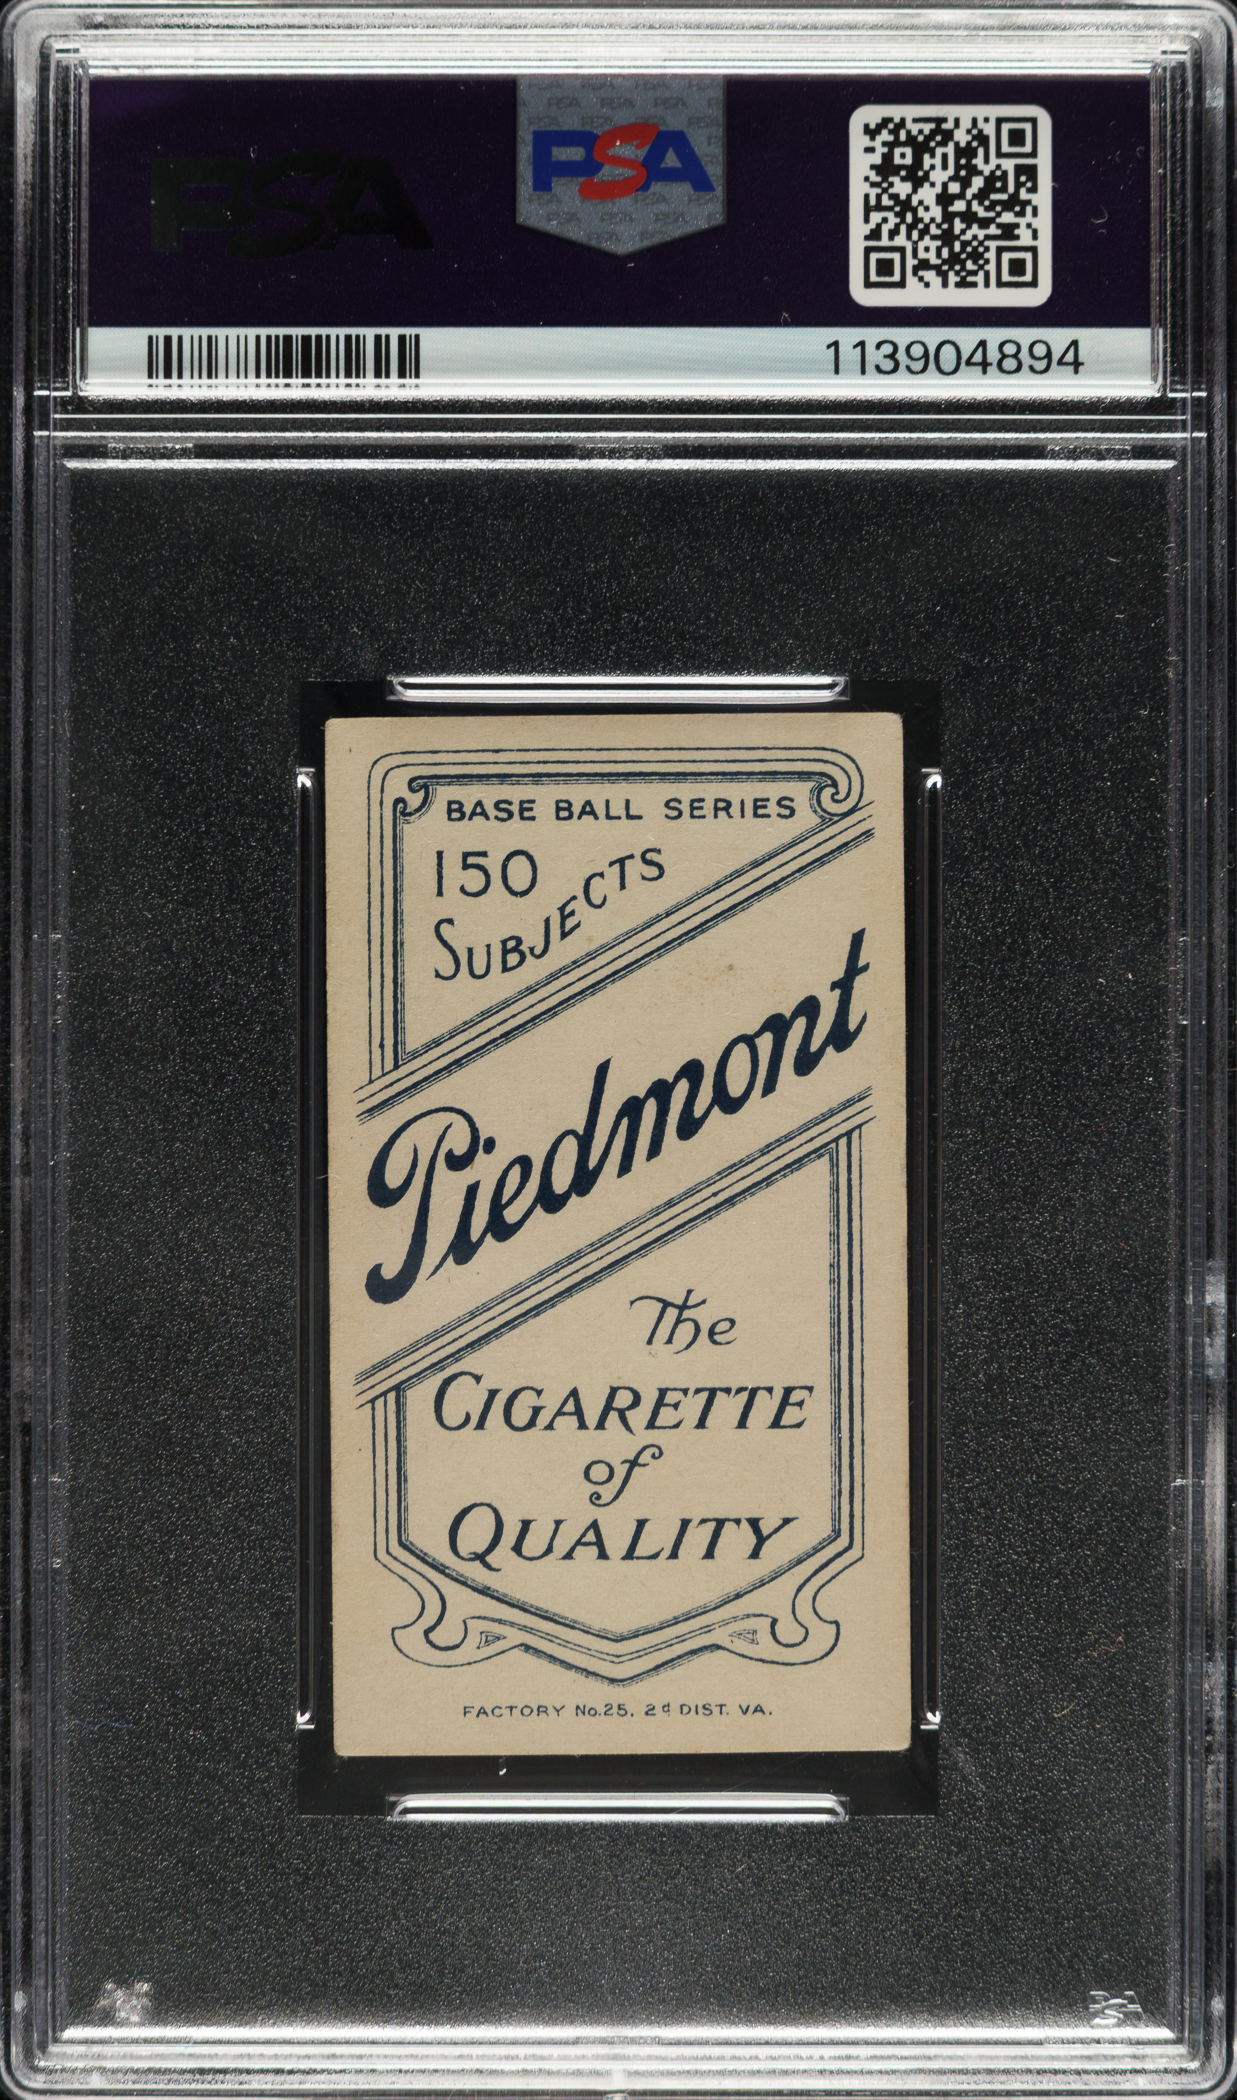 PSA
PSA
113904894
BASE BALL SERIES
150
SUBJECTS
Piedmont
The
CIGARETTE
of
QUALITY
FACTORY No. 25, 2d DIST. VA.
PSA